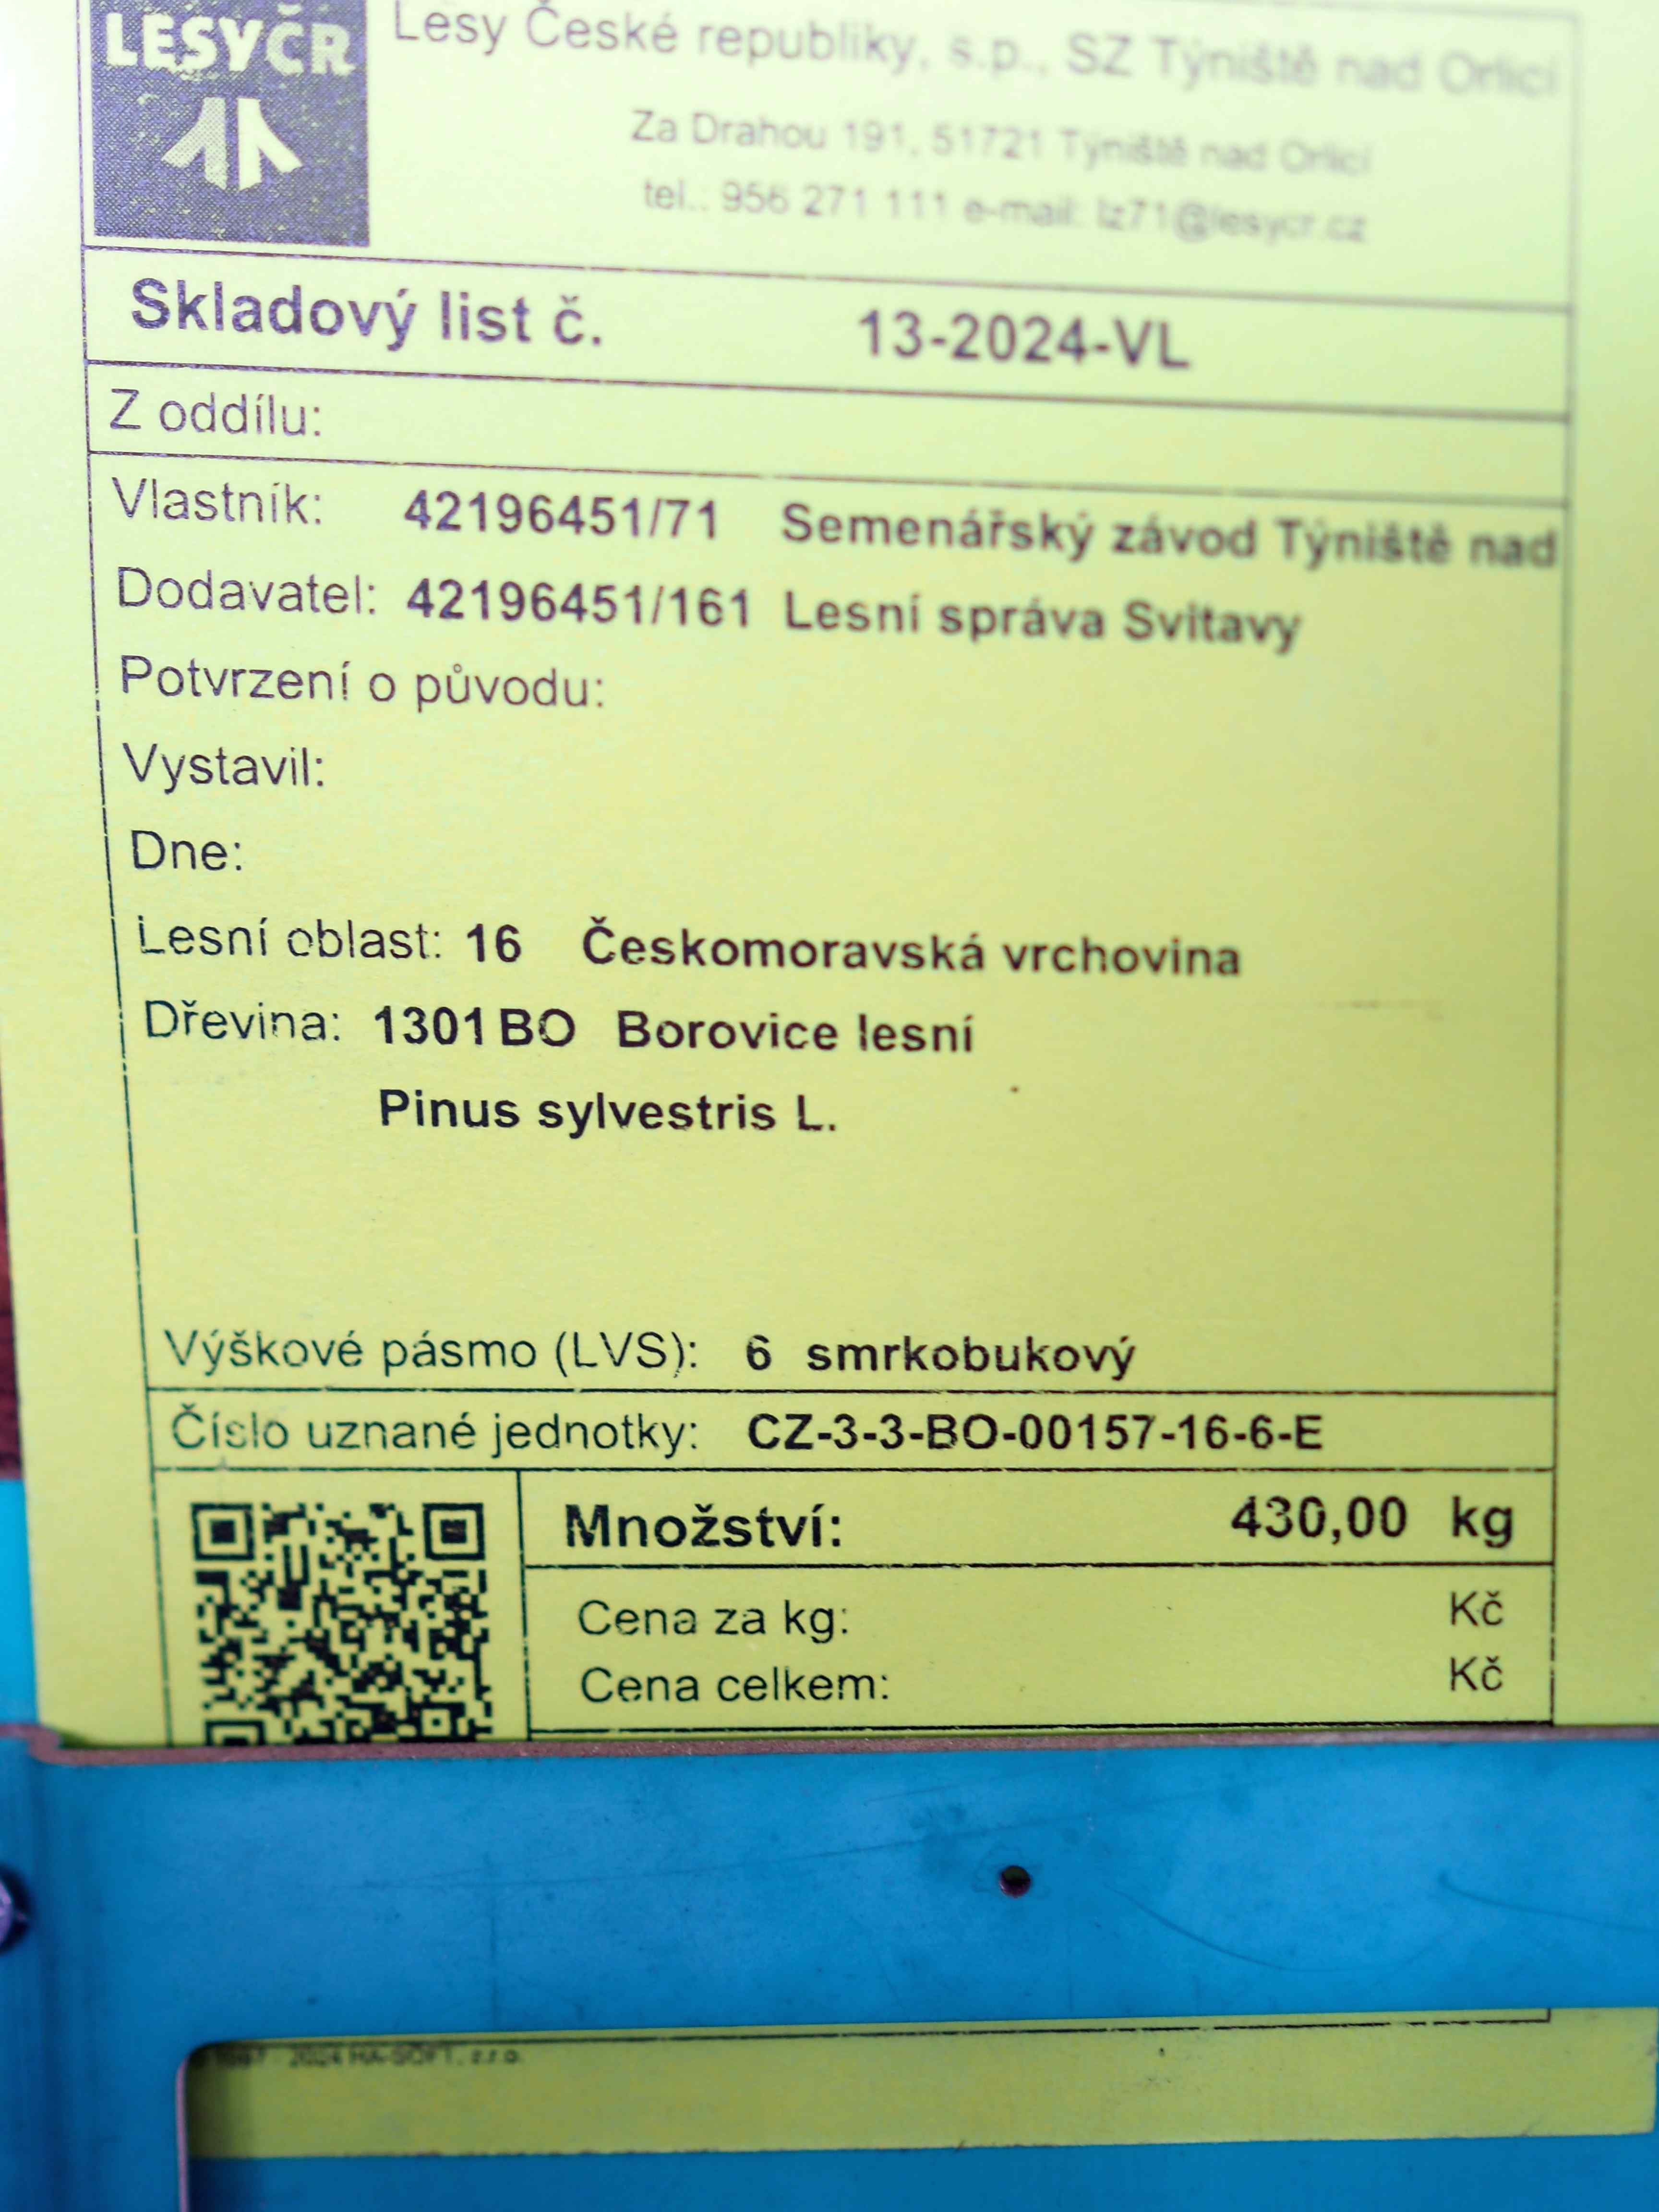 LESYČR
Lesy České republiky, s.p., SZ Týniště nad Orlicí
Za Drahou 191, 51721 Týniště nad Orlicí
tel.: 956 271 111 e-mail: lz71@lesycr.cz
Skladový list č. 13-2024-VL
Z oddílu:
Vlastník: 42196451/71 Semenářský závod Týniště nad
Dodavatel: 42196451/161 Lesní správa Svitavy
Potvrzení o původu:
Vystavil:
Dne:
Lesní oblast: 16 Českomoravská vrchovina
Dřevina: 1301 BO Borovice lesní
Pinus sylvestris L.
Výškové pásmo (LVS): 6 smrkobukový
Číslo uznané jednotky: CZ-3-3-BO-00157-16-6-E
Množství: 430,00 kg
Cena za kg: Kč
Cena celkem: Kč
2024 HA-SOFT, s.r.o.